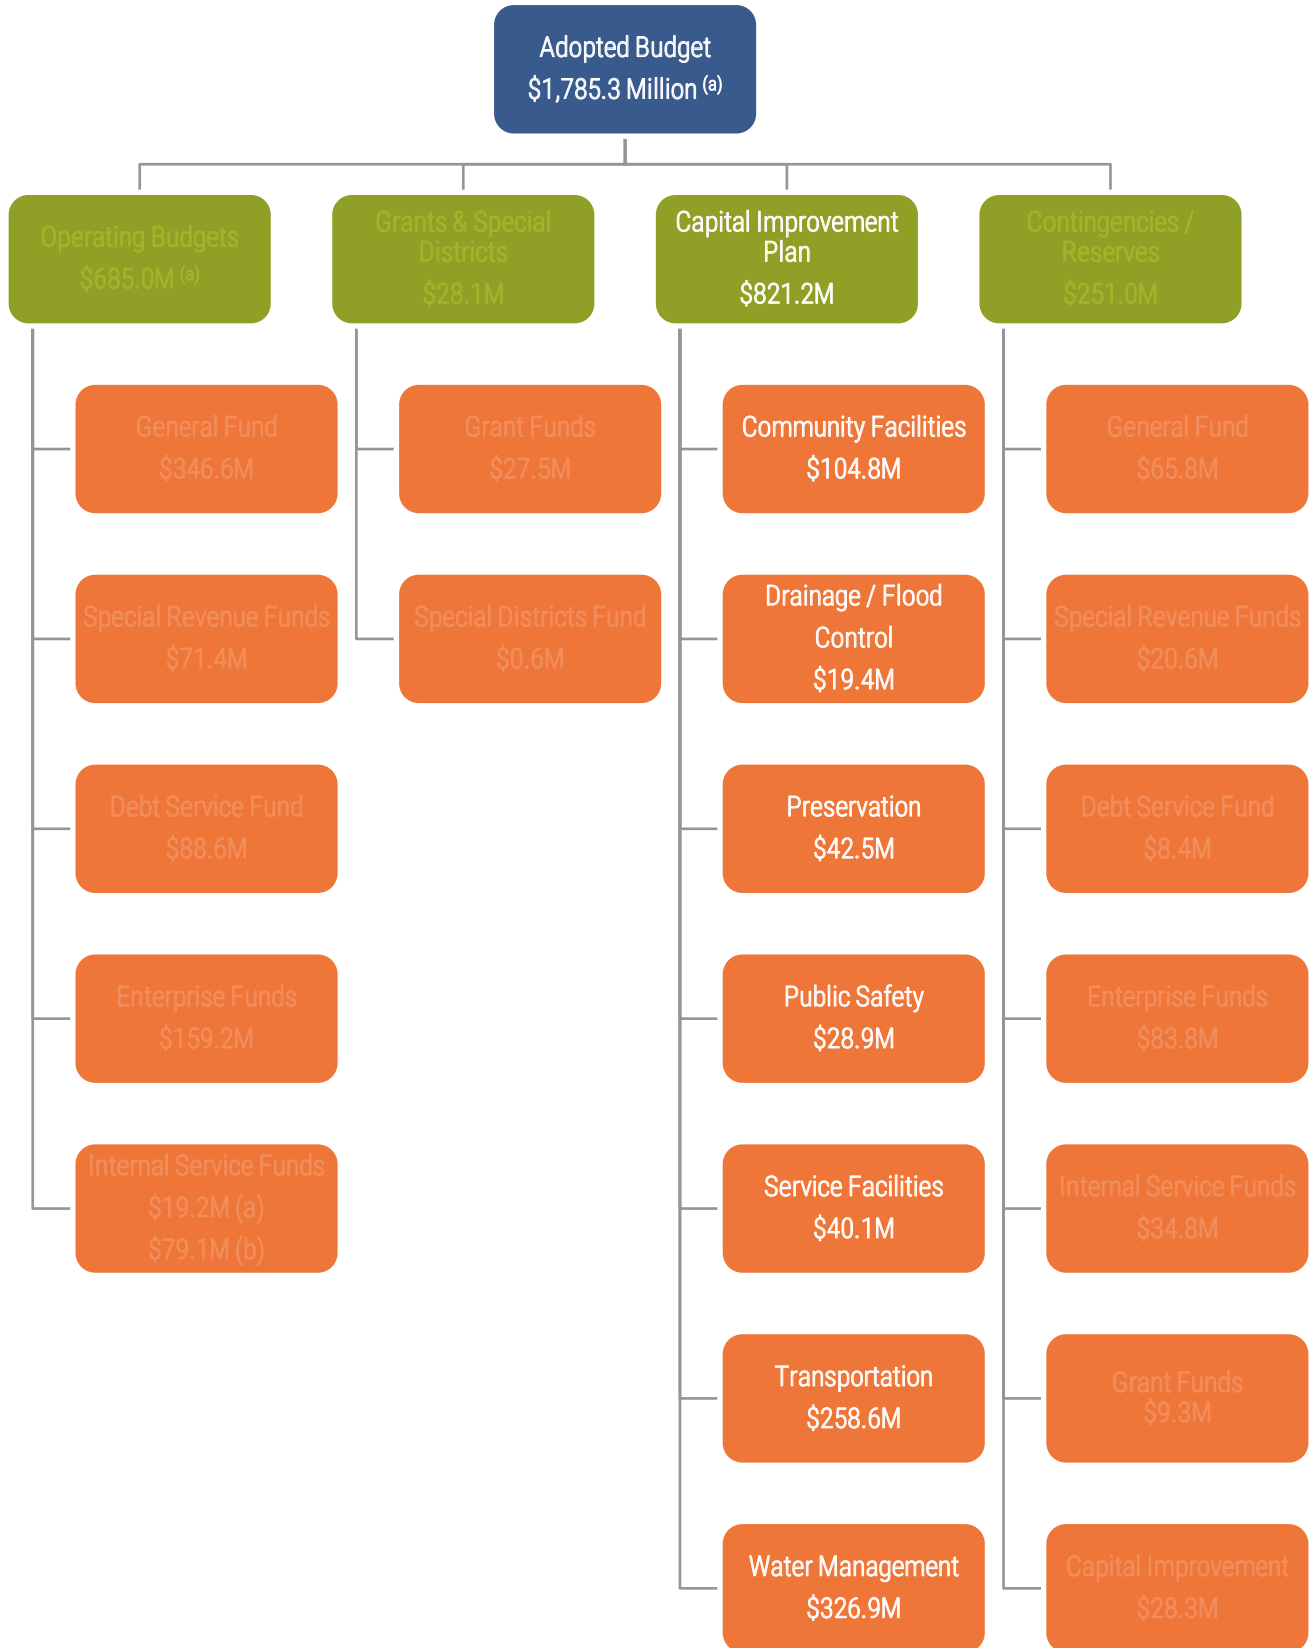 Adopted Budget
$1,785.3 Million (a)
Operating Budgets
$685.0M (a)
Grants & Special
Districts
$28.1M
Capital Improvement
Plan
$821.2M
Contingencies /
Reserves
$251.0M
General Fund
$346.6M
Special Revenue Funds
$71.4M
Debt Service Fund
$88.6M
Enterprise Funds
$159.2M
Internal Service Funds
$19.2M (a)
$79.1M (b)
Grant Funds
$27.5M
Special Districts Fund
$0.6M
Community Facilities
$104.8M
Drainage / Flood
Control
$19.4M
Preservation
$42.5M
Public Safety
$28.9M
Service Facilities
$40.1M
Transportation
$258.6M
Water Management
$326.9M
General Fund
$65.8M
Special Revenue Funds
$20.6M
Debt Service Fund
$8.4M
Enterprise Funds
$83.8M
Internal Service Funds
$34.8M
Grant Funds
$9.3M
Capital Improvement
$28.3M